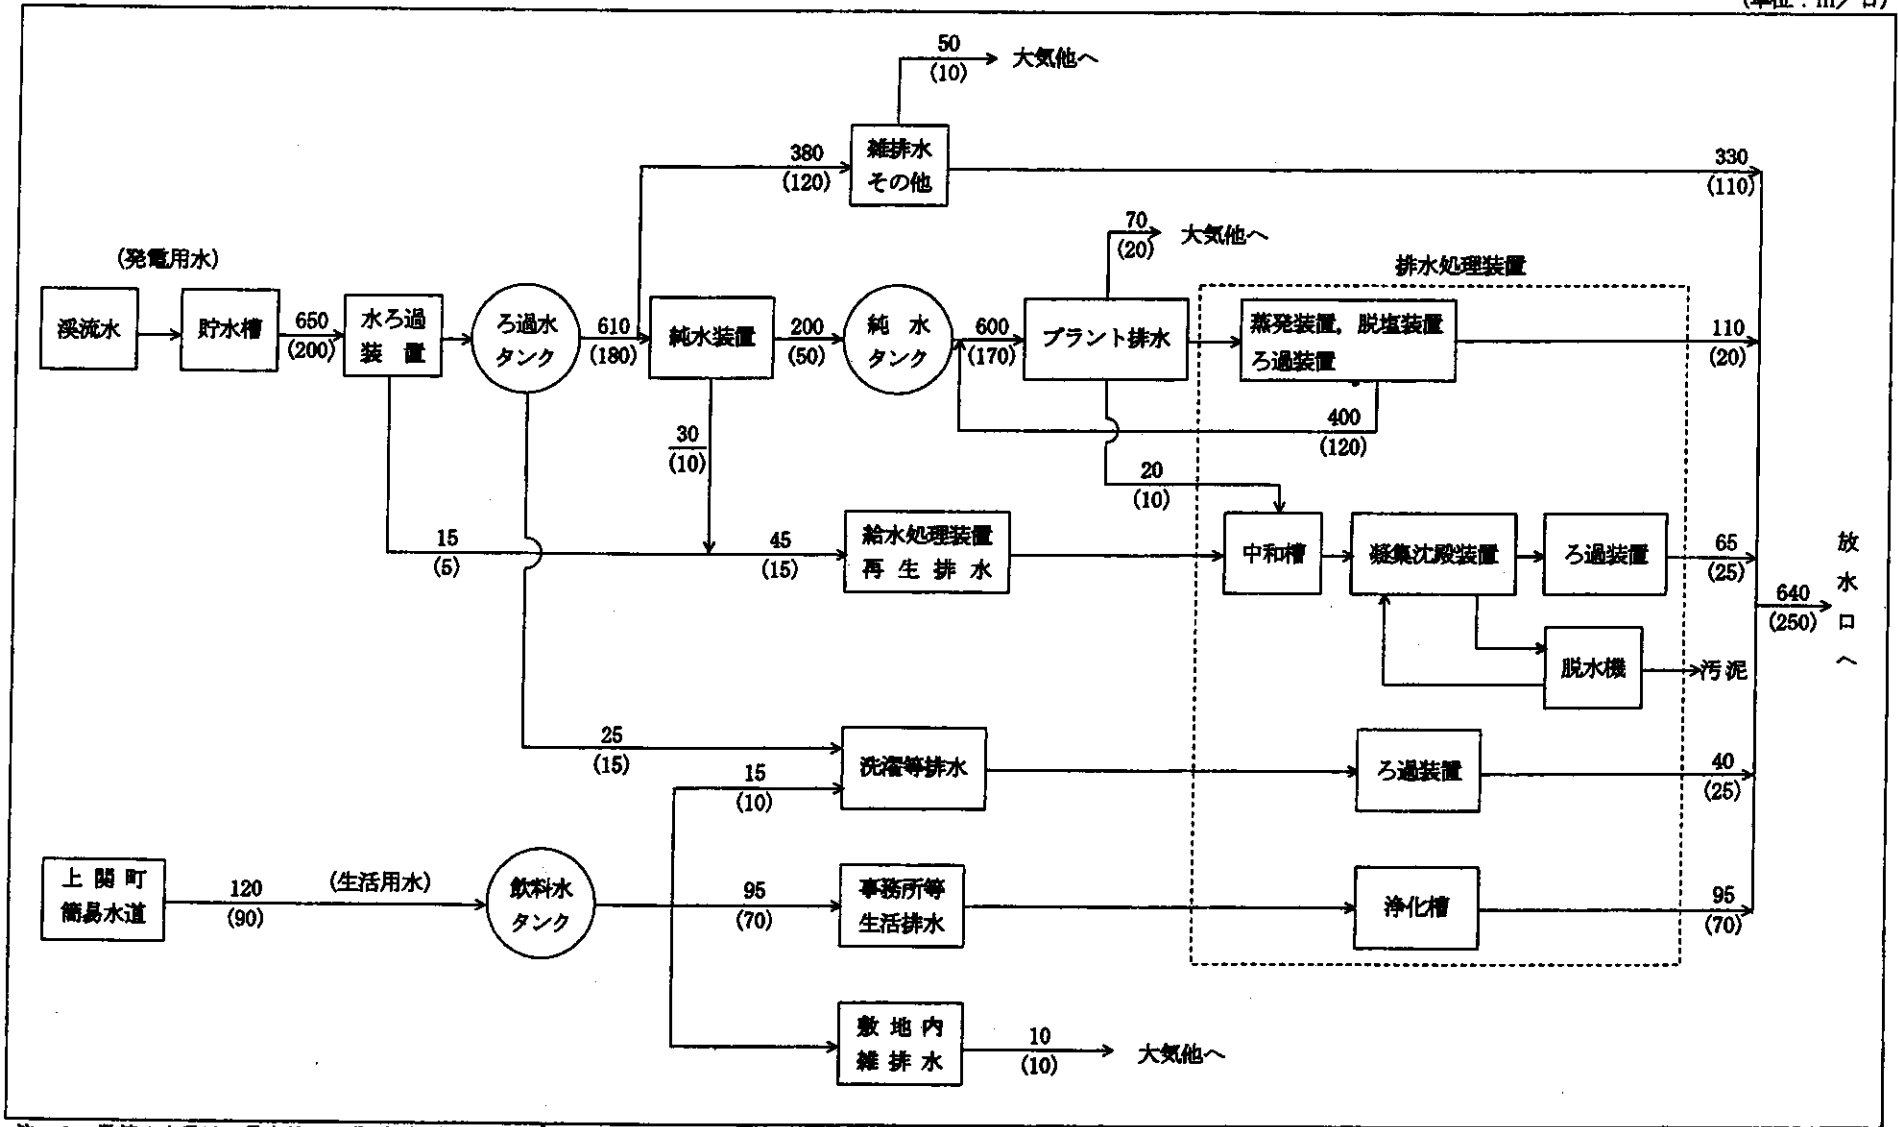 (単位:m/日)
50
(10)
大気他へ
380
(120)
雑排水
その他
330
(110)
70
(20)
大気他へ
(発電用水)
排水処理装置
渓流水
貯水槽
650
(200)
水ろ過
装置
ろ過水
タンク
610
(180)
純水装置
200
(50)
純水
タンク
600
(170)
プラント排水
蒸発装置,脱塩装置
ろ過装置
110
(20)
400
(120)
30
(10)
20
(10)
15
(5)
45
(15)
給水処理装置
再生排水
中和槽
凝集沈殿装置
ろ過装置
65
(25)
放水口へ
640
(250)
脱水機
汚泥
25
(15)
15
(10)
洗濯等排水
ろ過装置
40
(25)
上関町
簡易水道
120
(90)
(生活用水)
飲料水
タンク
95
(70)
事務所等
生活排水
浄化槽
95
(70)
敷地内
雑排水
10
(10)
大気他へ